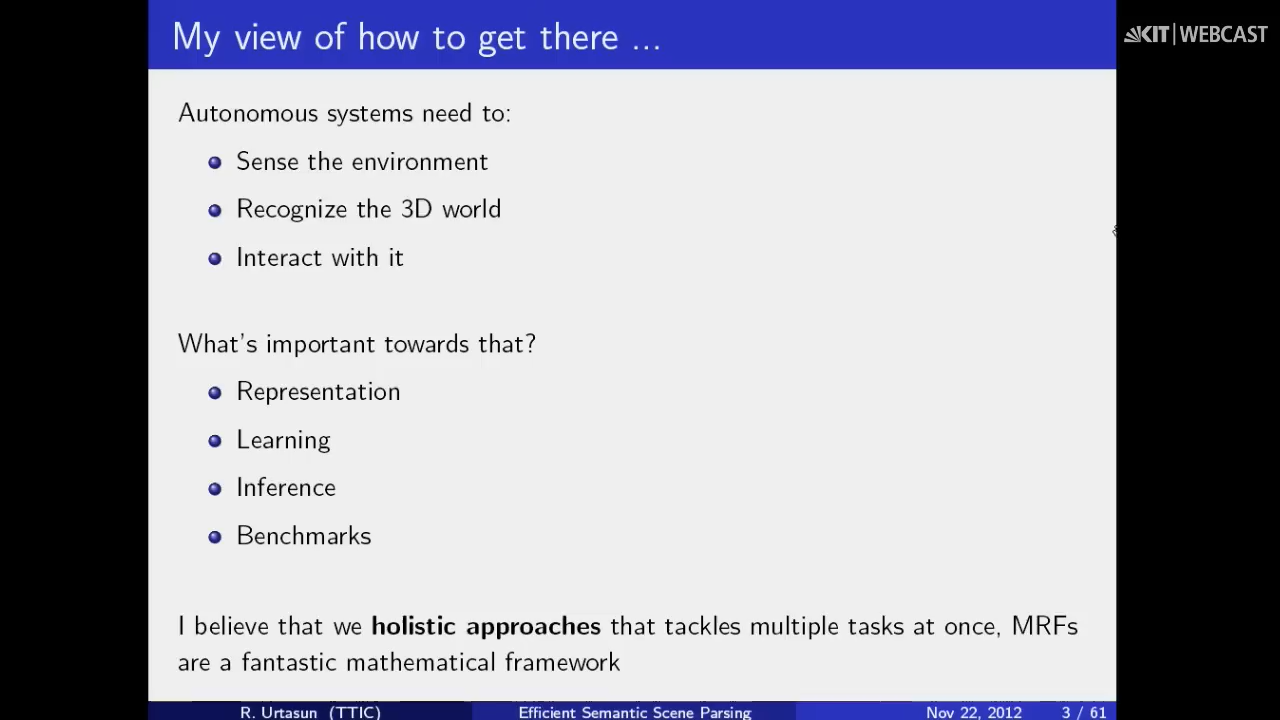 My view of how to get there ...
KIT | WEBCAST
Autonomous systems need to:
Sense the environment
Recognize the 3D world
Interact with it
What's important towards that?
Representation
Learning
Inference
Benchmarks
I believe that we holistic approaches that tackles multiple tasks at once, MRFs
are a fantastic mathematical framework
R. Urtasun (TTIC) Efficient Semantic Scene Parsing Nov 22, 2012 3 / 61